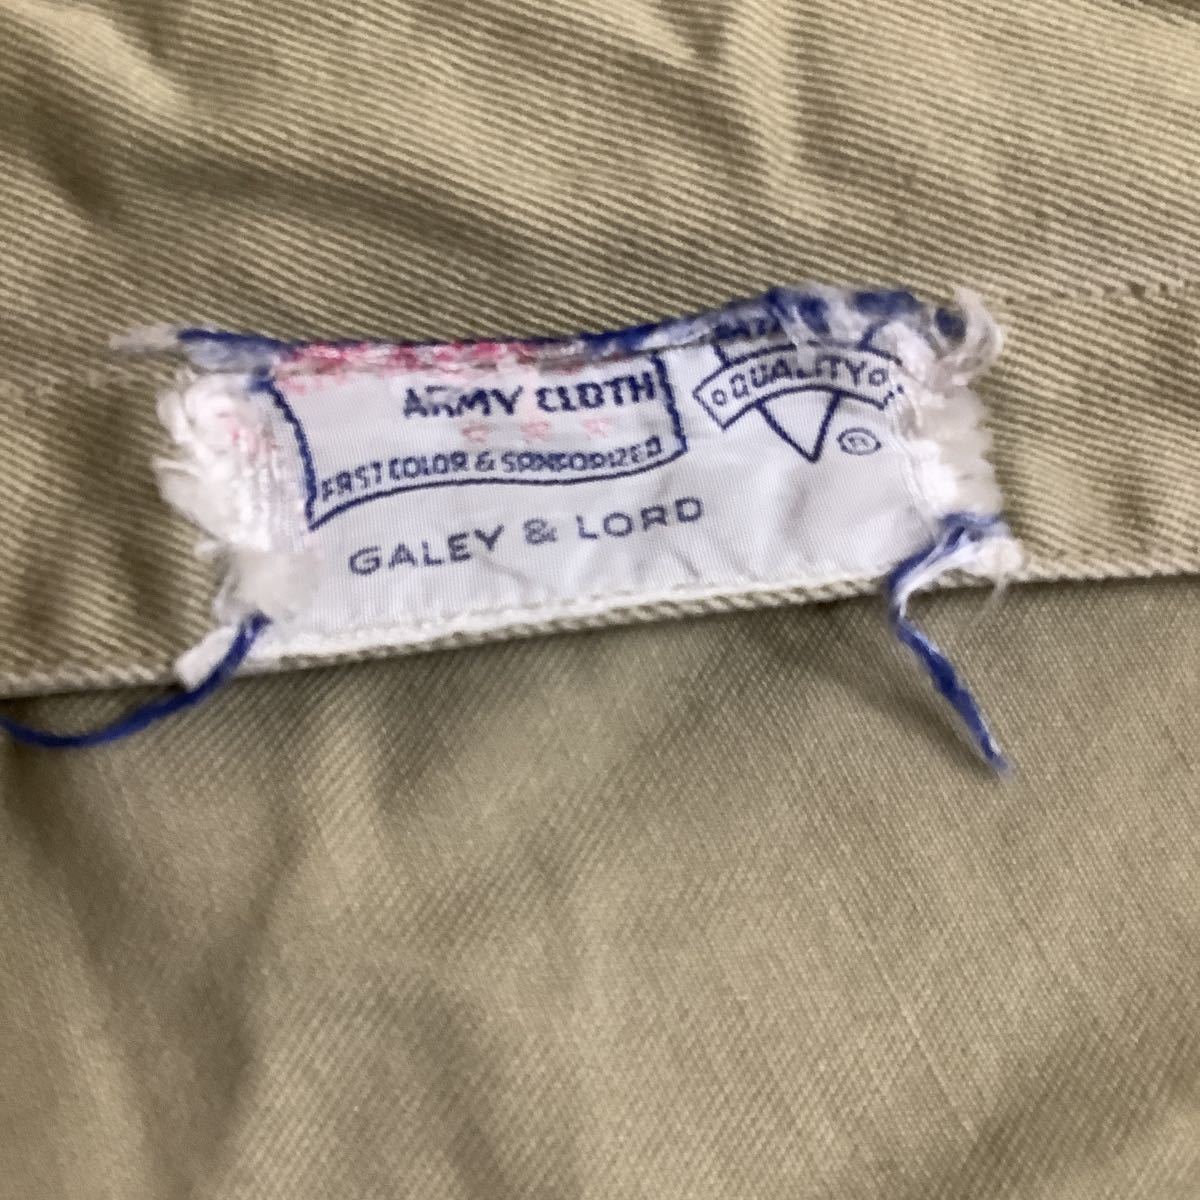 ARMY CLOTH
FAST COLOR & SANFORIZED
GALEY & LORD
QUALITY
®